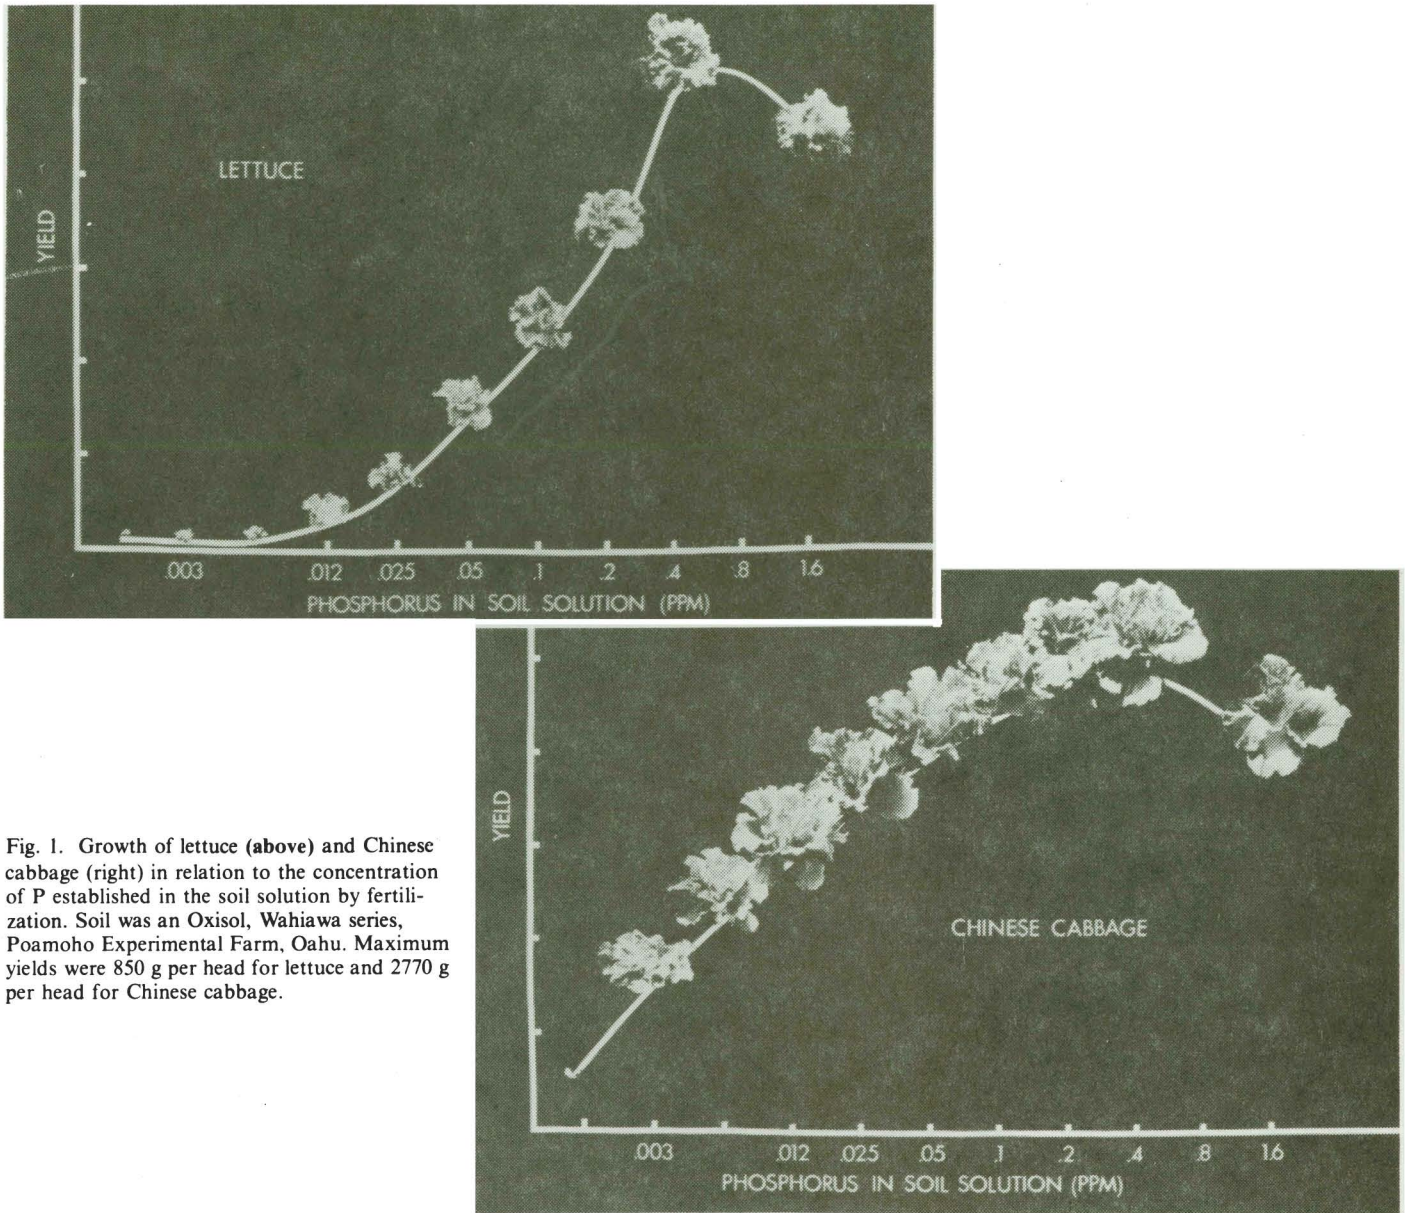 LETTUCE
YIELD
.003 .012 .025 .05 .1 .2 .4 .8 1.6
PHOSPHORUS IN SOIL SOLUTION (PPM)
YIELD
CHINESE CABBAGE
.003 .012 .025 .05 .1 .2 .4 .8 1.6
PHOSPHORUS IN SOIL SOLUTION (PPM)
Fig. 1. Growth of lettuce (above) and Chinese
cabbage (right) in relation to the concentration
of P established in the soil solution by fertili-
zation. Soil was an Oxisol, Wahiawa series,
Poamoho Experimental Farm, Oahu. Maximum
yields were 850 g per head for lettuce and 2770 g
per head for Chinese cabbage.